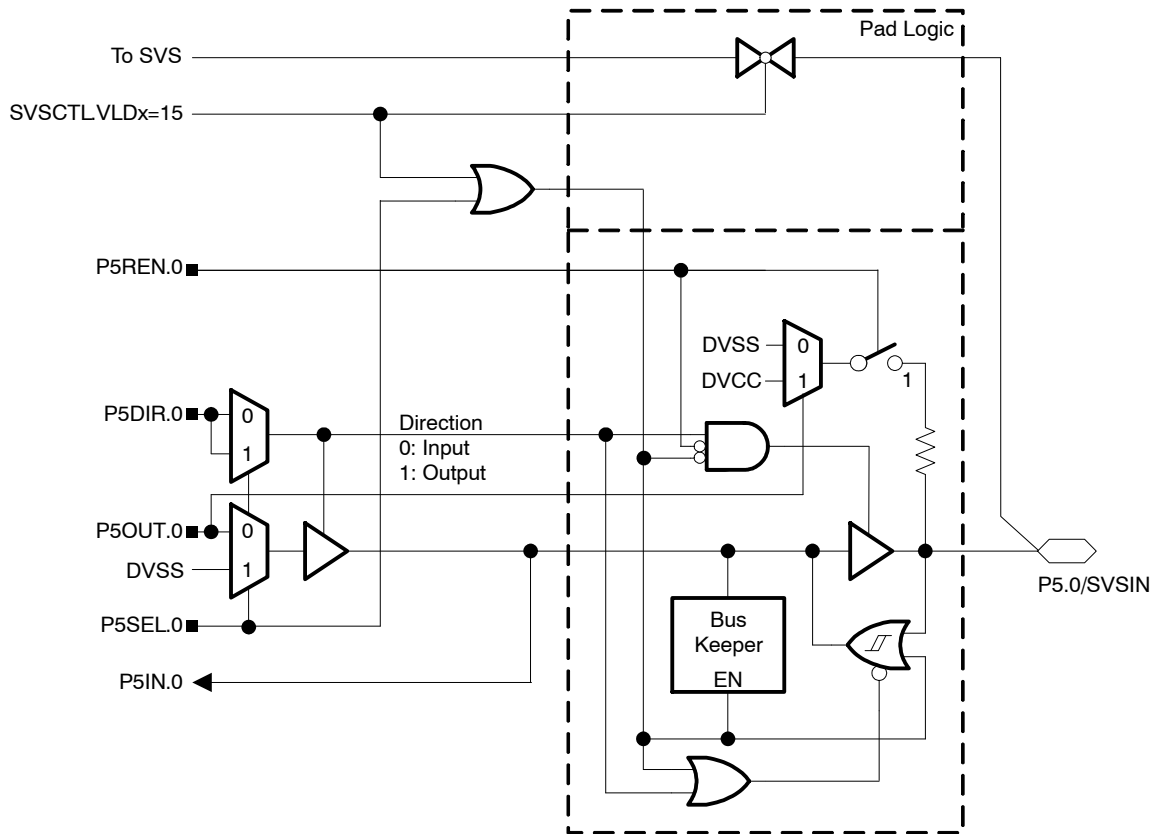 Pad Logic
To SVS
SVSCTL.VLDx=15
P5REN.0
DVSS
0
DVCC
1
1
P5DIR.0
0
1
Direction
0: Input
1: Output
P5OUT.0
0
DVSS
1
P5.0/SVSIN
P5SEL.0
Bus
Keeper
EN
P5IN.0